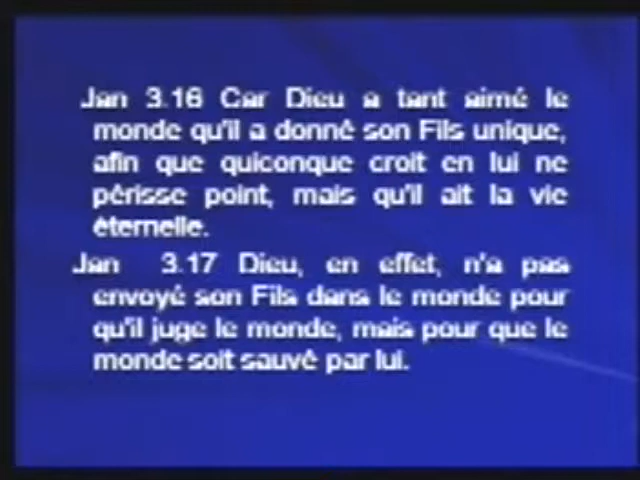 Jan 3.16 Car Dieu a tant aimé le
monde qu'il a donné son Fils unique,
afin que quiconque croit en lui ne
périsse point, mais qu'il ait la vie
éternelle.
Jan 3.17 Dieu, en effet, n'a pas
envoyé son Fils dans le monde pour
qu'il juge le monde, mais pour que le
monde soit sauvé par lui.